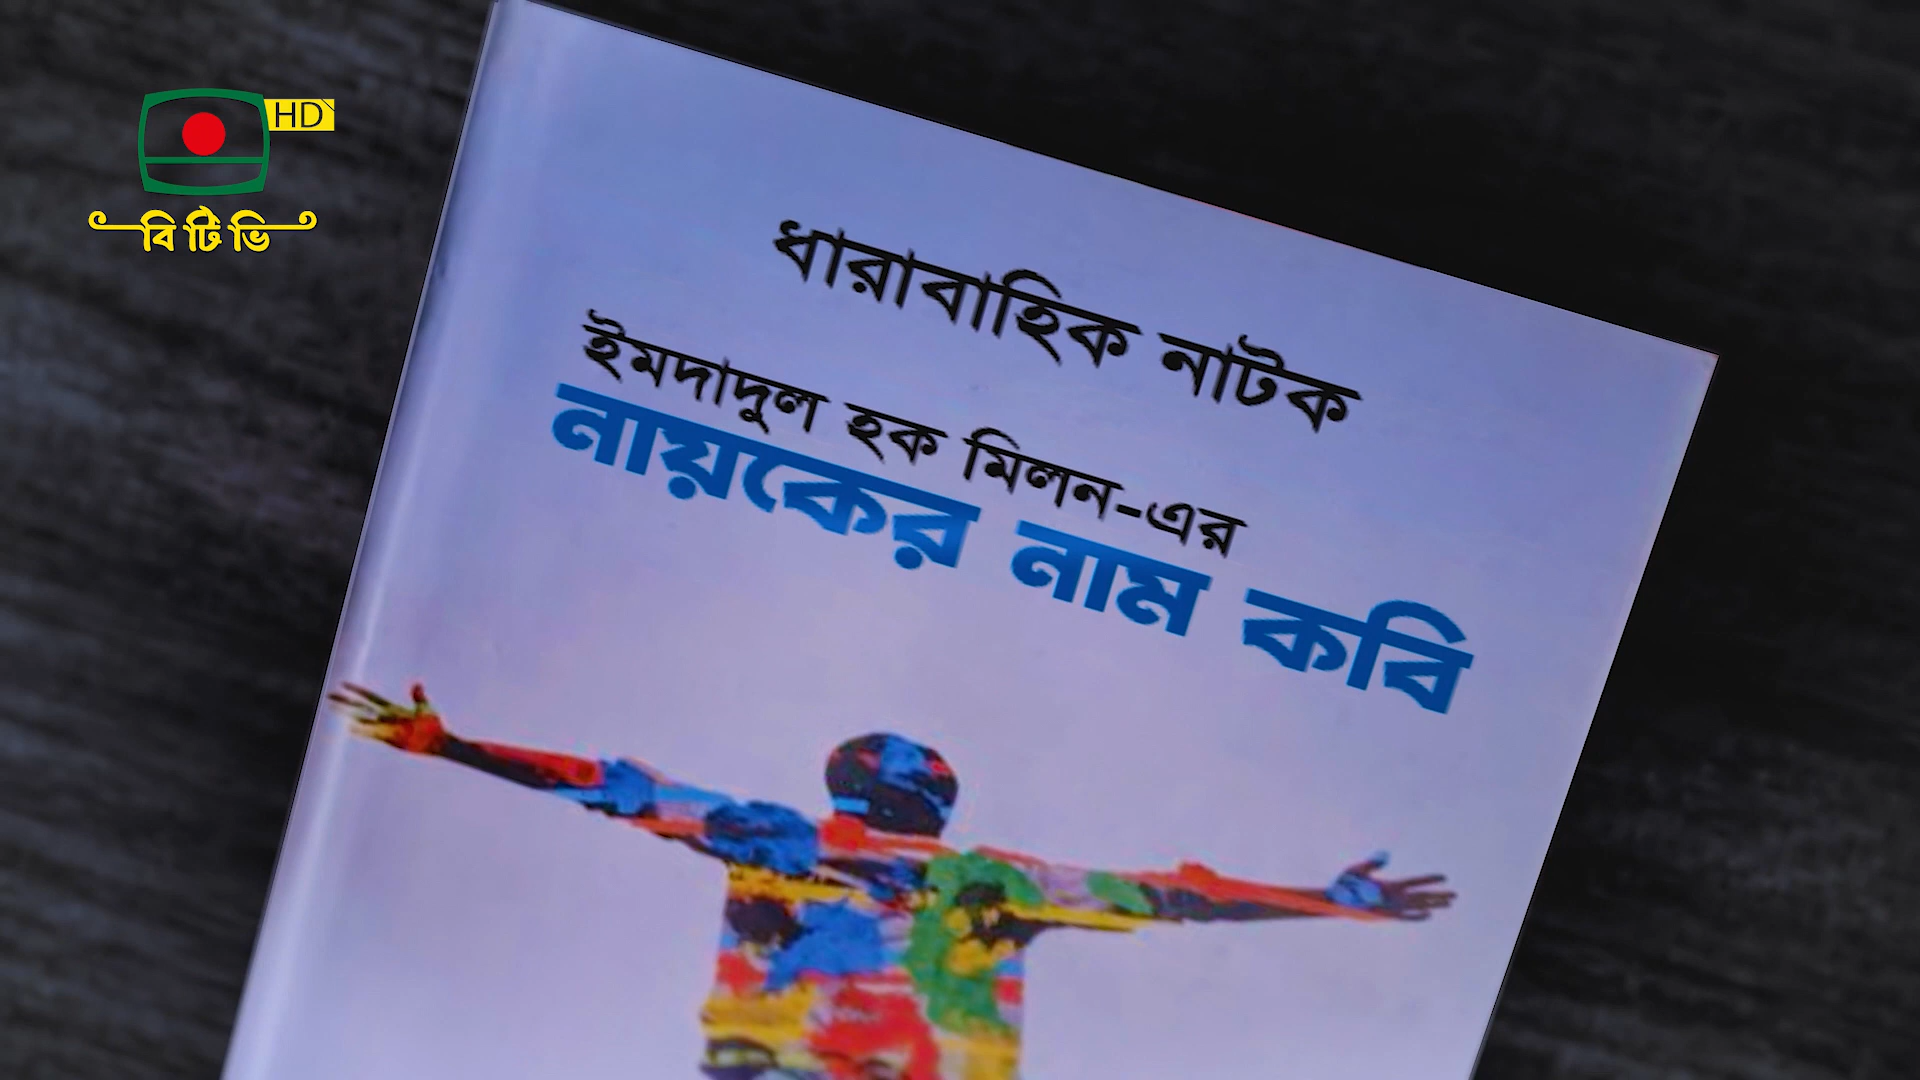 HD
বিটিভি
ধারাবাহিক নাটক
ইমদাদুল হক মিলন-এর
নায়কের নাম কবি